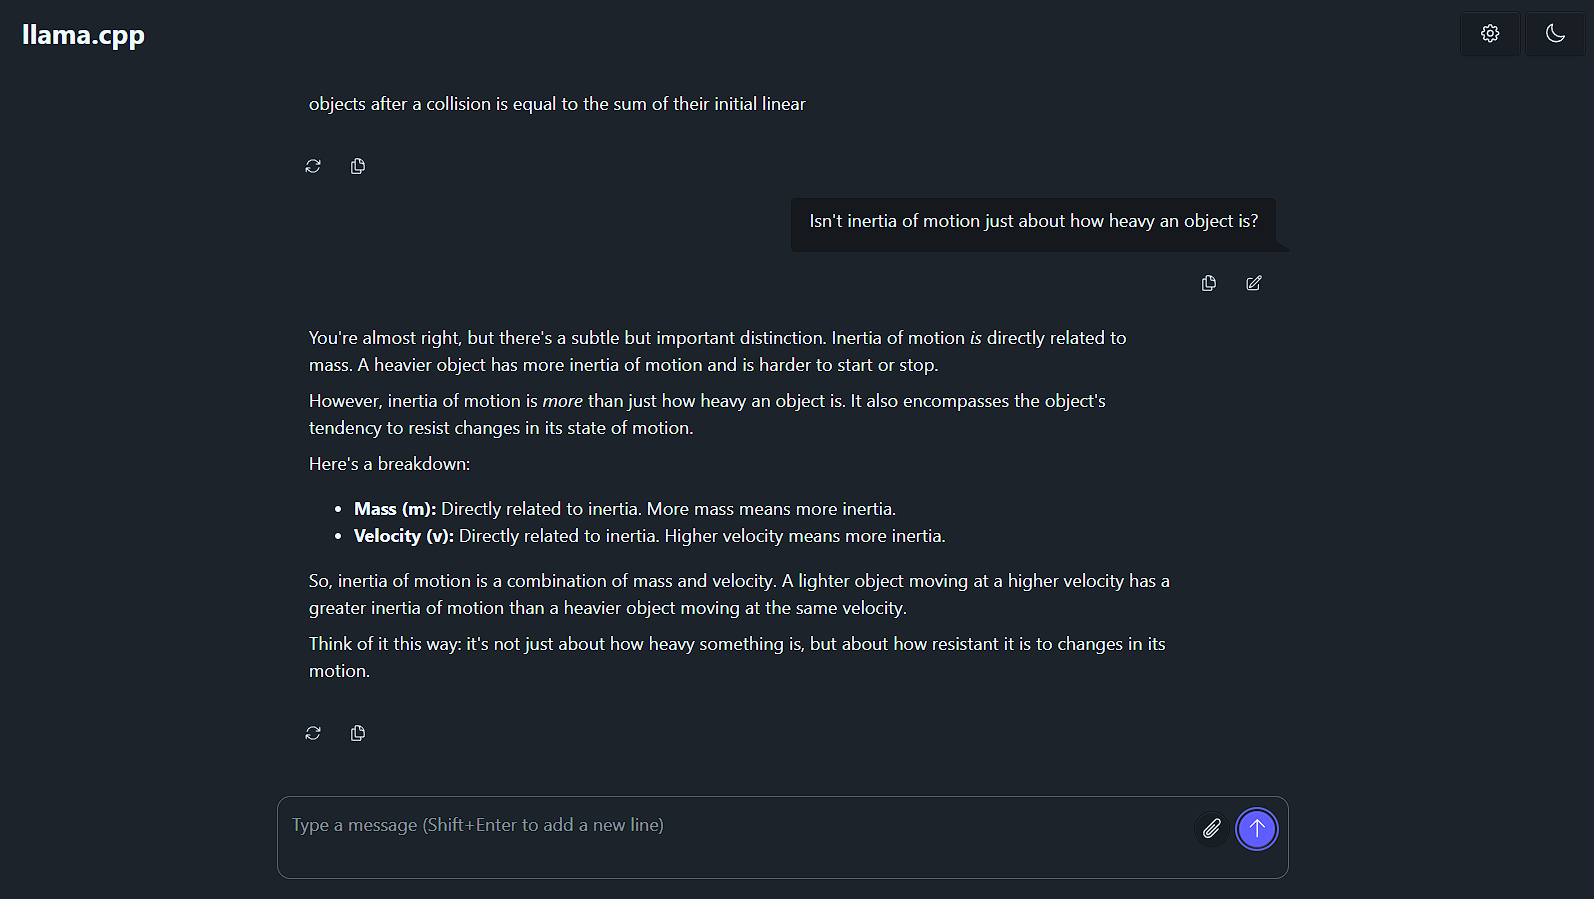 llama.cpp
objects after a collision is equal to the sum of their initial linear
Isn't inertia of motion just about how heavy an object is?
You're almost right, but there's a subtle but important distinction. Inertia of motion is directly related to
mass. A heavier object has more inertia of motion and is harder to start or stop.
However, inertia of motion is more than just how heavy an object is. It also encompasses the object's
tendency to resist changes in its state of motion.
Here's a breakdown:
• Mass (m): Directly related to inertia. More mass means more inertia.
• Velocity (v): Directly related to inertia. Higher velocity means more inertia.
So, inertia of motion is a combination of mass and velocity. A lighter object moving at a higher velocity has a
greater inertia of motion than a heavier object moving at the same velocity.
Think of it this way: it's not just about how heavy something is, but about how resistant it is to changes in its
motion.
Type a message (Shift+Enter to add a new line)